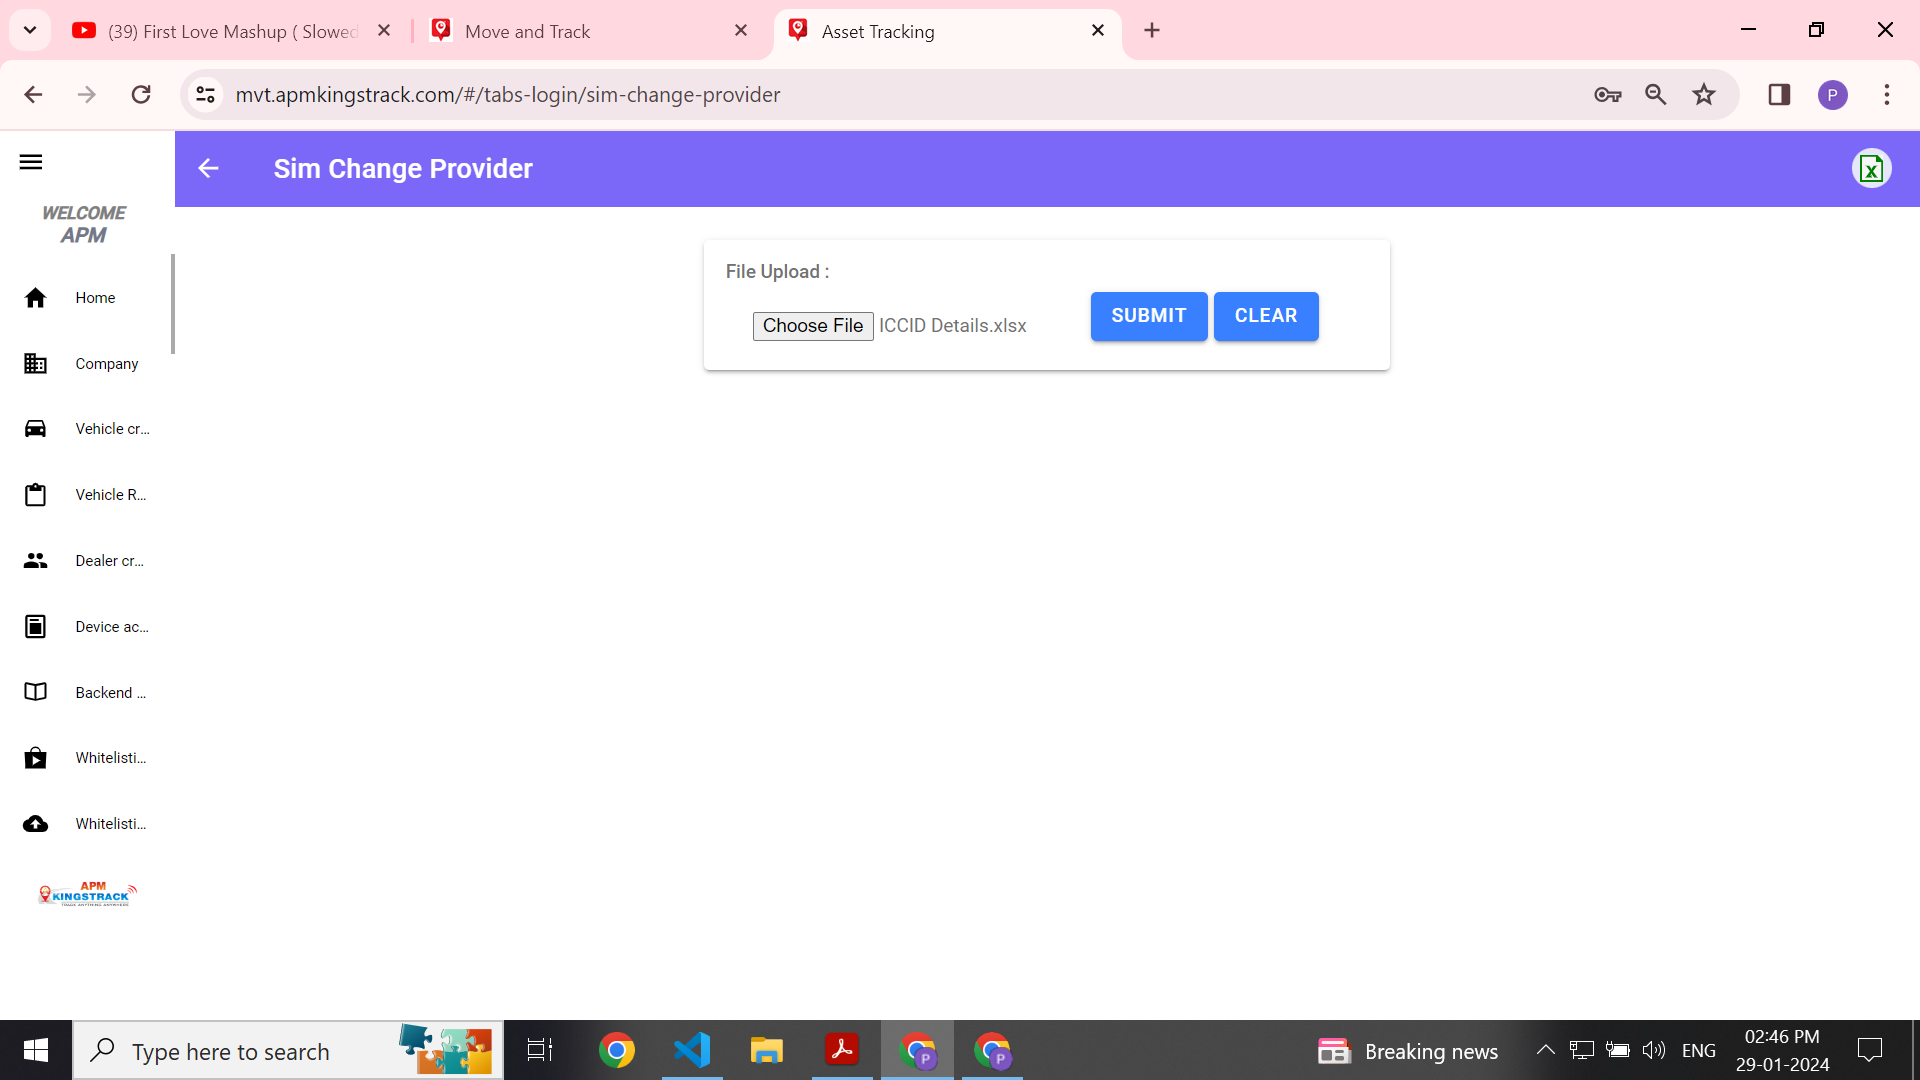 (39) First Love Mashup ( Slowed
Move and Track
Asset Tracking
mvt.apmkingstrack.com/#/tabs-login/sim-change-provider
P
Sim Change Provider
WELCOME
APM
Home
Company
Vehicle cr...
Vehicle R...
Dealer cr...
Device ac...
Backend ...
Whitelisti...
Whitelisti...
APM
KINGSTRACK
TRACK ANYTHING ANYWHERE
File Upload :
Choose File ICCID Details.xlsx
SUBMIT
CLEAR
Type here to search
P
P
Breaking news
ENG
02:46 PM
29-01-2024